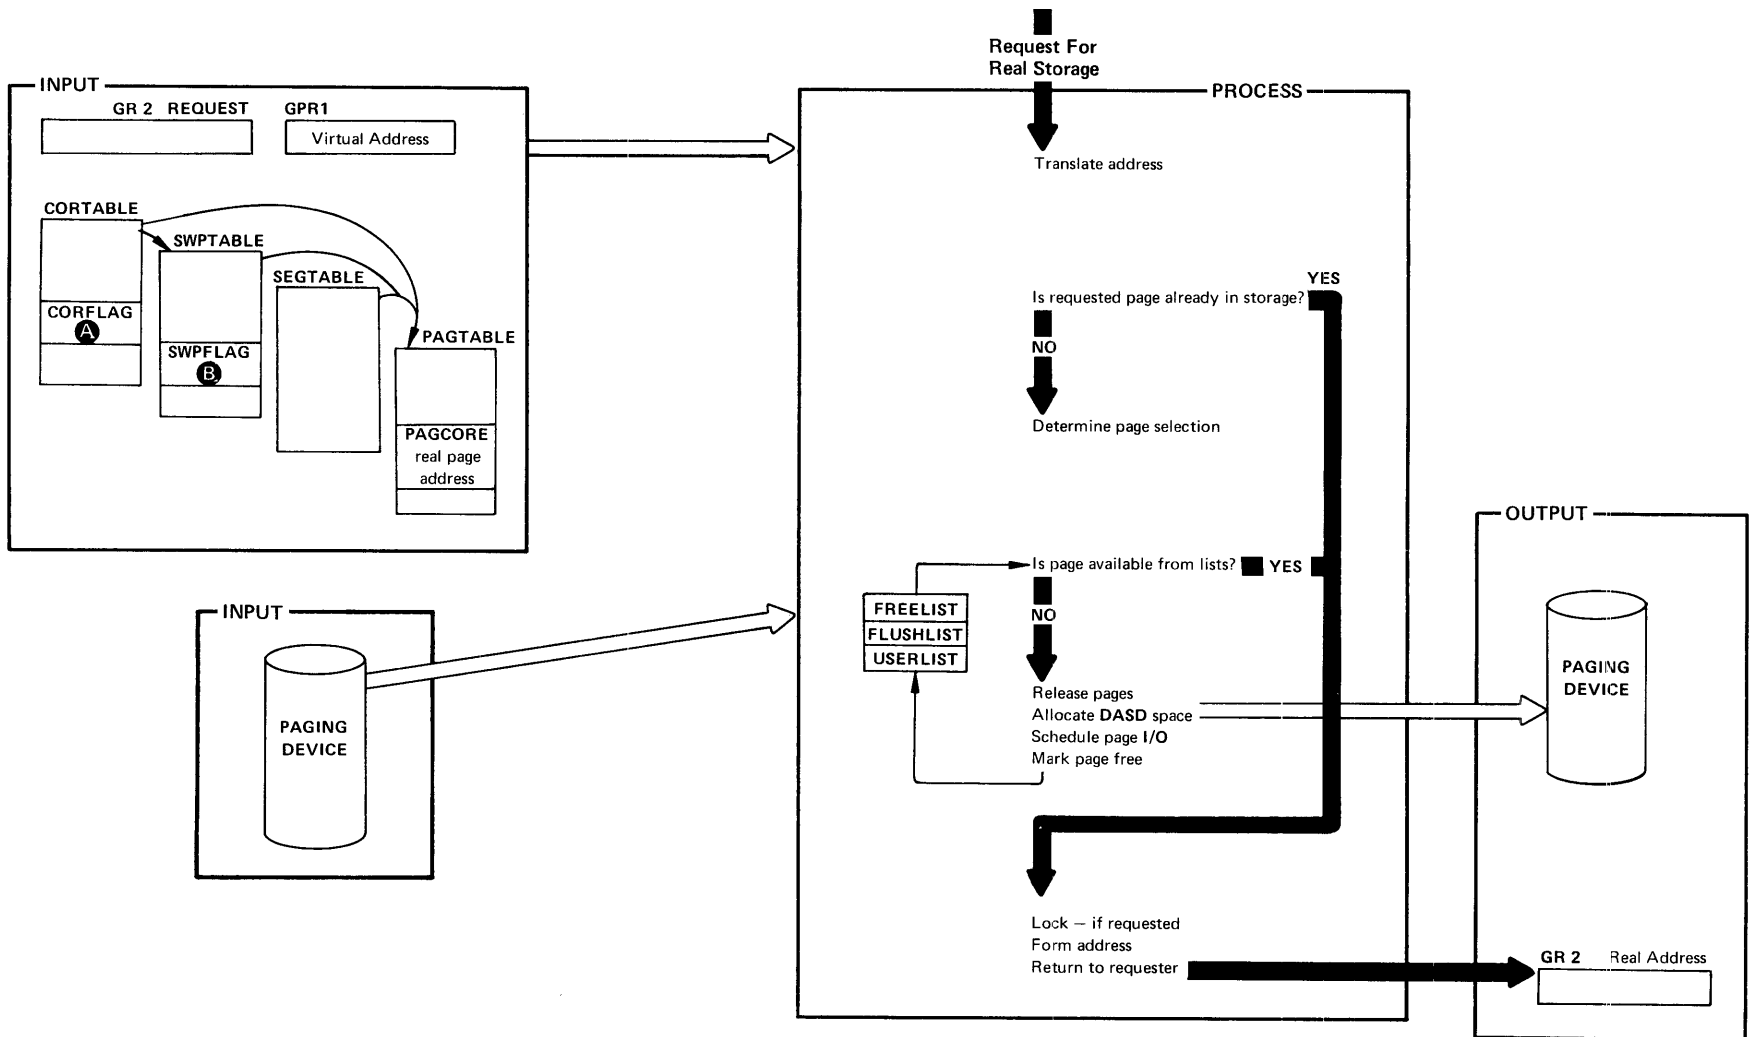 Request For
Real Storage
INPUT
GR 2 REQUEST
GPR1
Virtual Address
CORTABLE
SWPTABLE
SEGTABLE
PAGTABLE
CORFLAG
A
SWPFLAG
B
PAGCORE
real page
address
INPUT
PAGING
DEVICE
PROCESS
Translate address
Is requested page already in storage?
YES
NO
Determine page selection
Is page available from lists?
YES
FREELIST
FLUSHLIST
USERLIST
NO
Release pages
Allocate DASD space
Schedule page I/O
Mark page free
Lock — if requested
Form address
Return to requester
OUTPUT
PAGING
DEVICE
GR 2 Real Address